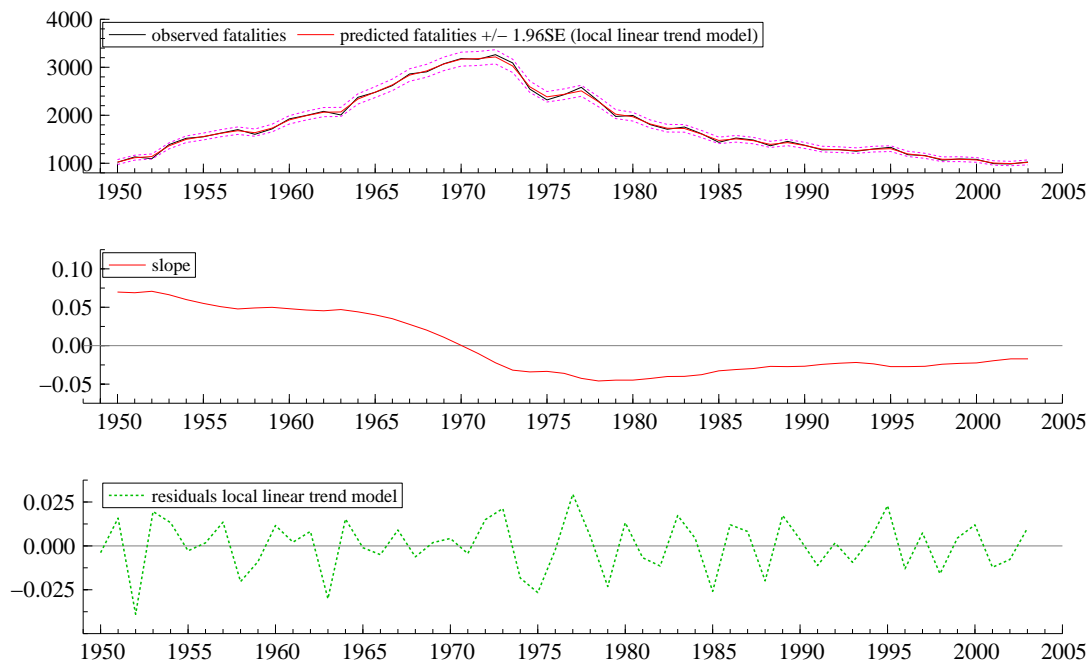 4000
observed fatalities predicted fatalities +/− 1.96SE (local linear trend model)
3000
2000
1000
1950 1955 1960 1965 1970 1975 1980 1985 1990 1995 2000 2005
0.10
slope
0.05
0.00
−0.05
1950 1955 1960 1965 1970 1975 1980 1985 1990 1995 2000 2005
residuals local linear trend model
0.025
0.000
−0.025
1950 1955 1960 1965 1970 1975 1980 1985 1990 1995 2000 2005